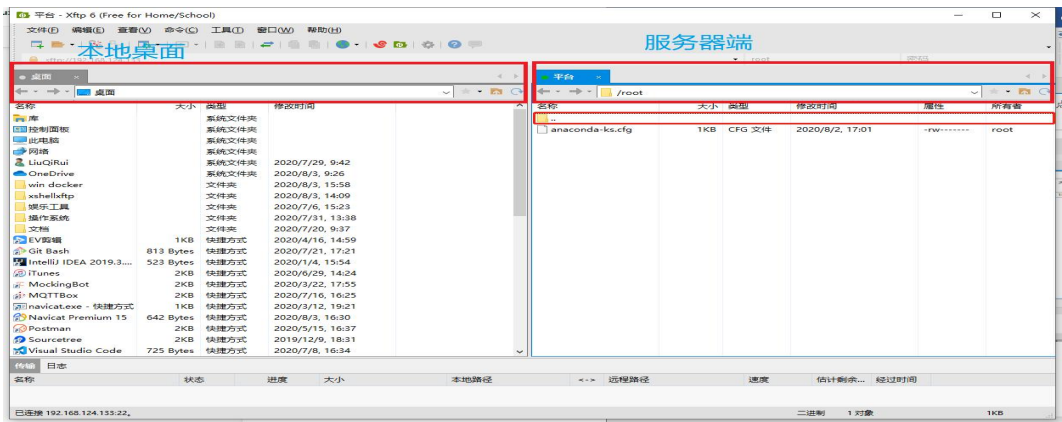 平台 - Xftp 6 (Free for Home/School)
文件(F) 编辑(E) 查看(V) 命令(C) 工具(T) 窗口(W) 帮助(H)
本地桌面 服务器端
root 密码
桌面 平台
桌面 /root
名称 大小 类型 修改时间 名称 大小 类型 修改时间 属性 所有者
库 系统文件夹 ..
控制面板 系统文件夹 anaconda-ks.cfg 1KB CFG 文件 2020/8/2, 17:01 -rw------- root
此电脑 系统文件夹
网络 系统文件夹
LiuQiRui 系统文件夹 2020/7/29, 9:42
OneDrive 系统文件夹 2020/8/3, 9:26
win docker 文件夹 2020/8/3, 15:58
xshellxftp 文件夹 2020/8/3, 14:09
娱乐工具 文件夹 2020/7/6, 15:23
操作系统 文件夹 2020/7/31, 13:38
文档 文件夹 2020/7/20, 9:37
EV剪辑 1KB 快捷方式 2020/4/16, 14:59
Git Bash 813 Bytes 快捷方式 2020/7/21, 17:21
IntelliJ IDEA 2019.3.... 523 Bytes 快捷方式 2020/1/4, 15:54
iTunes 2KB 快捷方式 2020/6/29, 14:24
MockingBot 2KB 快捷方式 2020/3/22, 17:55
MQTTBox 2KB 快捷方式 2020/7/16, 16:25
navicat.exe - 快捷方式 1KB 快捷方式 2020/3/12, 19:21
Navicat Premium 15 642 Bytes 快捷方式 2020/8/3, 16:30
Postman 2KB 快捷方式 2020/5/15, 16:37
Sourcetree 2KB 快捷方式 2019/12/9, 18:31
Visual Studio Code 725 Bytes 快捷方式 2020/7/8, 16:34
传输 日志
名称 状态 进度 大小 本地路径 <-> 远程路径 速度 估计剩余... 经过时间
已连接 192.168.124.133:22。 二进制 1 对象 1KB